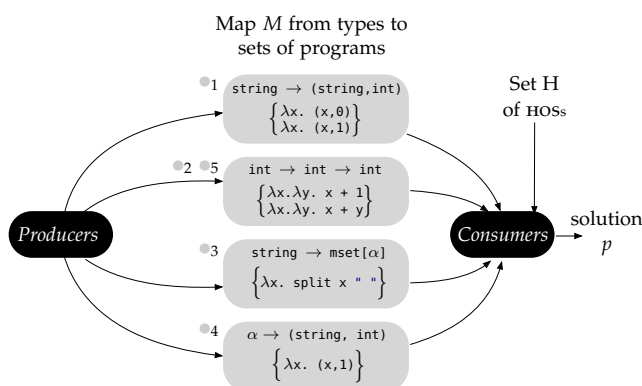 Map M from types to
sets of programs
●1
string → (string,int)
{λx. (x,0)
λx. (x,1)}
Set H
of HOSs
●2 ●5
int → int → int
{λx.λy. x + 1
λx.λy. x + y}
Producers
Consumers
solution
p
●3
string → mset[α]
{λx. split x " "}
●4
α → (string, int)
{λx. (x,1)}